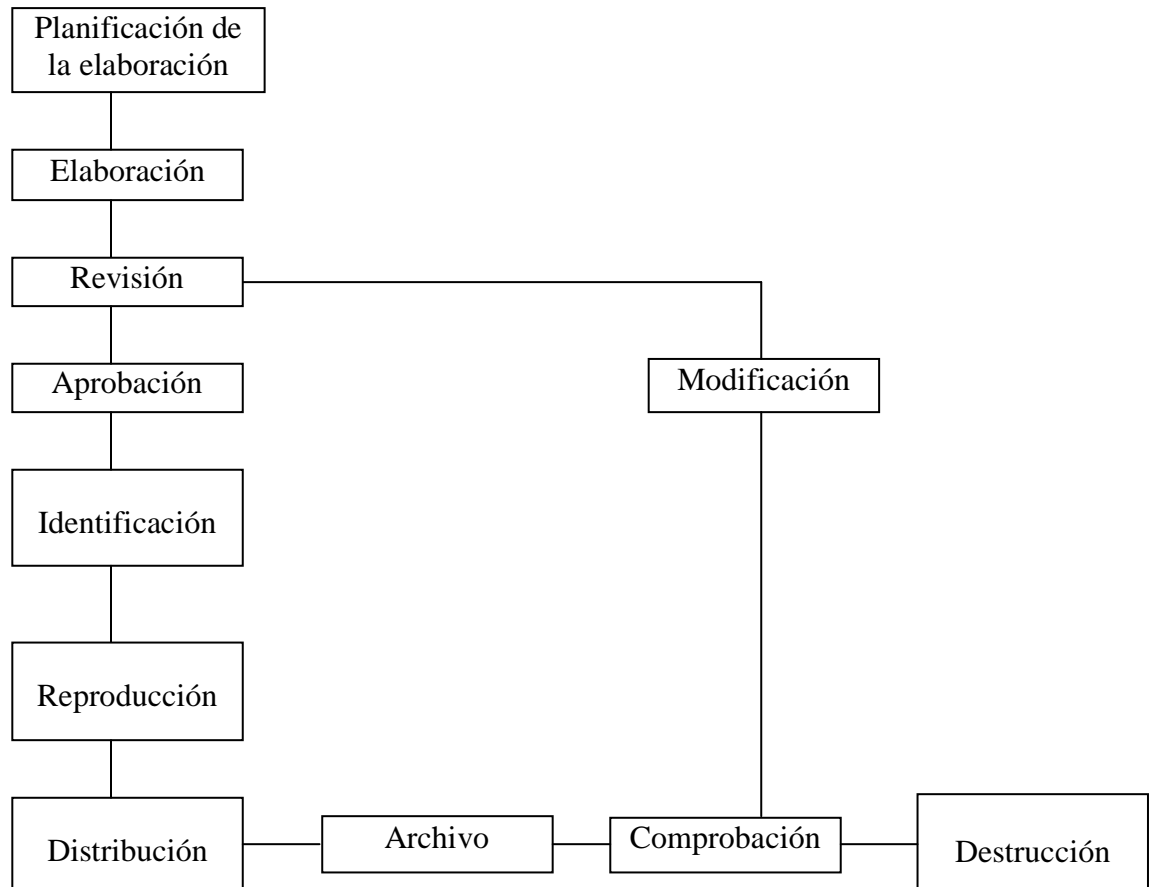 Planificación de
la elaboración
Elaboración
Revisión
Aprobación
Modificación
Identificación
Reproducción
Distribución
Archivo
Comprobación
Destrucción